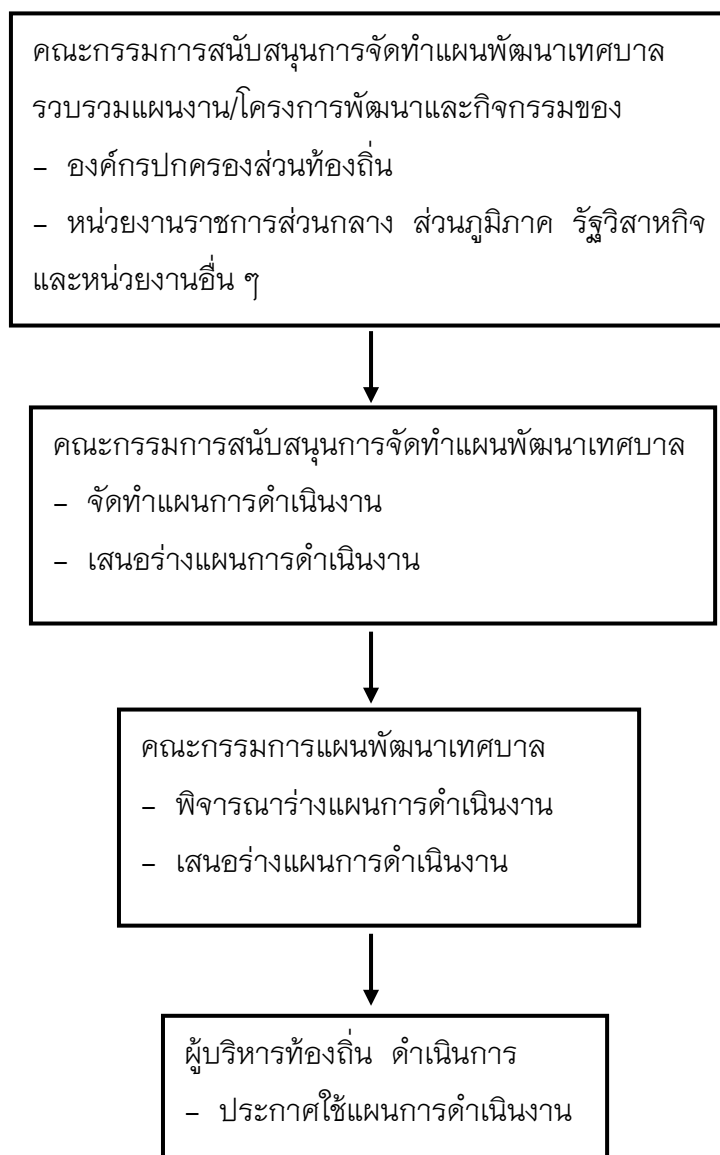 คณะกรรมการสนับสนุนการจัดทำแผนพัฒนาเทศบาล
รวบรวมแผนงาน/โครงการพัฒนาและกิจกรรมของ
– องค์กรปกครองส่วนท้องถิ่น
– หน่วยงานราชการส่วนกลาง ส่วนภูมิภาค รัฐวิสาหกิจ
และหน่วยงานอื่น ๆ
คณะกรรมการสนับสนุนการจัดทำแผนพัฒนาเทศบาล
– จัดทำแผนการดำเนินงาน
– เสนอร่างแผนการดำเนินงาน
คณะกรรมการแผนพัฒนาเทศบาล
– พิจารณาร่างแผนการดำเนินงาน
– เสนอร่างแผนการดำเนินงาน
ผู้บริหารท้องถิ่น ดำเนินการ
– ประกาศใช้แผนการดำเนินงาน